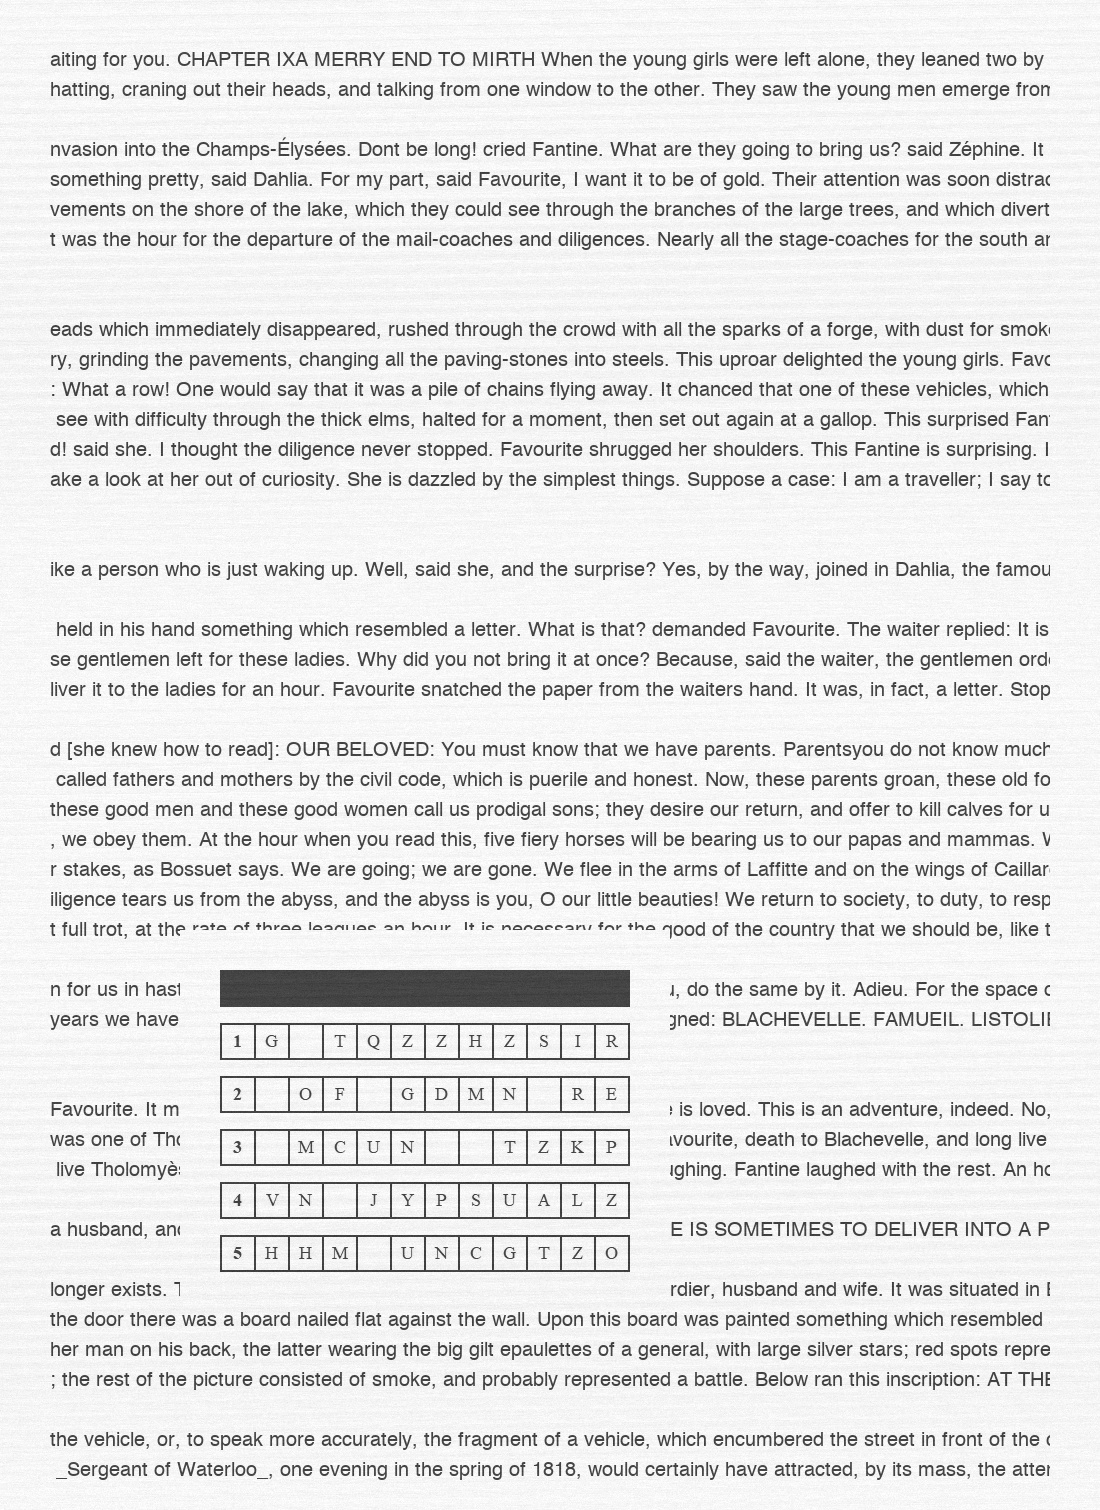 aiting for you. CHAPTER IXA MERRY END TO MIRTH When the young girls were left alone, they leaned two by
hatting, craning out their heads, and talking from one window to the other. They saw the young men emerge from
nvasion into the Champs-Élysées. Dont be long! cried Fantine. What are they going to bring us? said Zéphine. It
something pretty, said Dahlia. For my part, said Favourite, I want it to be of gold. Their attention was soon distrac
vements on the shore of the lake, which they could see through the branches of the large trees, and which divert
t was the hour for the departure of the mail-coaches and diligences. Nearly all the stage-coaches for the south an
eads which immediately disappeared, rushed through the crowd with all the sparks of a forge, with dust for smoke
ry, grinding the pavements, changing all the paving-stones into steels. This uproar delighted the young girls. Favo
: What a row! One would say that it was a pile of chains flying away. It chanced that one of these vehicles, which
see with difficulty through the thick elms, halted for a moment, then set out again at a gallop. This surprised Fant
d! said she. I thought the diligence never stopped. Favourite shrugged her shoulders. This Fantine is surprising. I
ake a look at her out of curiosity. She is dazzled by the simplest things. Suppose a case: I am a traveller; I say to
ike a person who is just waking up. Well, said she, and the surprise? Yes, by the way, joined in Dahlia, the famou
held in his hand something which resembled a letter. What is that? demanded Favourite. The waiter replied: It is
se gentlemen left for these ladies. Why did you not bring it at once? Because, said the waiter, the gentlemen orde
liver it to the ladies for an hour. Favourite snatched the paper from the waiters hand. It was, in fact, a letter. Stop
d [she knew how to read]: OUR BELOVED: You must know that we have parents. Parentsyou do not know much
called fathers and mothers by the civil code, which is puerile and honest. Now, these parents groan, these old fo
these good men and these good women call us prodigal sons; they desire our return, and offer to kill calves for u
, we obey them. At the hour when you read this, five fiery horses will be bearing us to our papas and mammas. W
r stakes, as Bossuet says. We are going; we are gone. We flee in the arms of Laffitte and on the wings of Caillard
iligence tears us from the abyss, and the abyss is you, O our little beauties! We return to society, to duty, to resp
t full trot, at the rate of three leagues an hour. It is necessary for the good of the country that we should be, like t
n for us in hast u, do the same by it. Adieu. For the space o
years we have gned: BLACHEVELLE. FAMUEIL. LISTOLIE
1 G T Q Z Z H Z S I R
2 O F G D M N R E
Favourite. It m e is loved. This is an adventure, indeed. No,
was one of Tho avourite, death to Blachevelle, and long live
3 M C U N T Z K P
live Tholomyès ughing. Fantine laughed with the rest. An ho
4 V N J Y P S U A L Z
a husband, and E IS SOMETIMES TO DELIVER INTO A P
5 H H M U N C G T Z O
longer exists. T rdier, husband and wife. It was situated in B
the door there was a board nailed flat against the wall. Upon this board was painted something which resembled
her man on his back, the latter wearing the big gilt epaulettes of a general, with large silver stars; red spots repre
; the rest of the picture consisted of smoke, and probably represented a battle. Below ran this inscription: AT THE
the vehicle, or, to speak more accurately, the fragment of a vehicle, which encumbered the street in front of the c
_Sergeant of Waterloo_, one evening in the spring of 1818, would certainly have attracted, by its mass, the atten